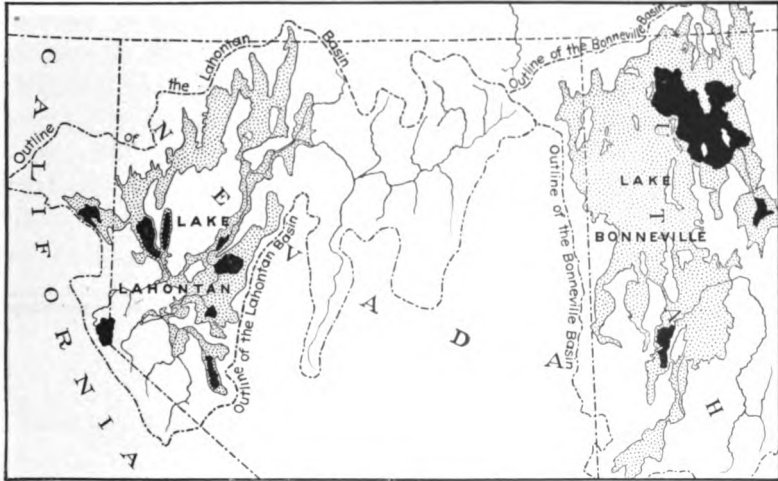 CALIFORNIA
NEVADA
UTAH
Outline of the Lahontan Basin
LAKE
LAHONTAN
Outline of the Lahontan Basin
Outline of the Bonneville Basin
Outline of the Bonneville Basin
LAKE
BONNEVILLE